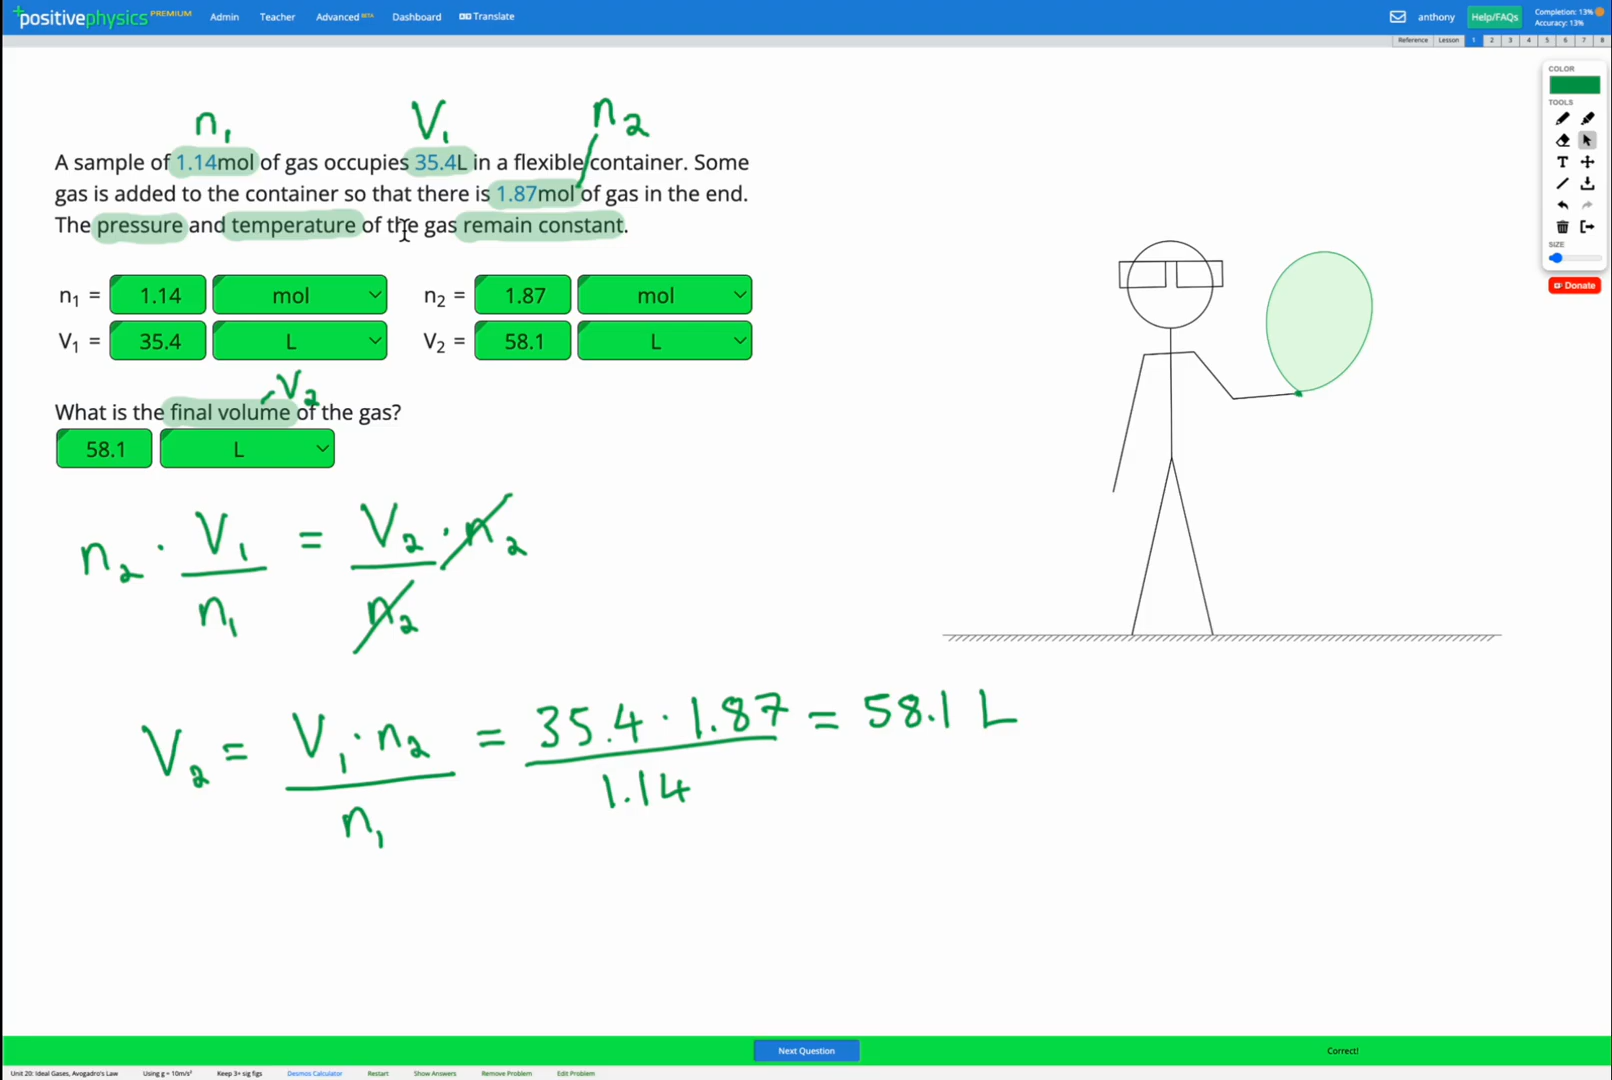 positivephysics PREMIUM Admin Teacher Advanced BETA Dashboard Translate anthony Help/FAQs Completion: 13%
Accuracy: 13%
Reference Lesson 1 2 3 4 5 6 7 8
COLOR
TOOLS
T
SIZE
Donate
n₁ V₁ n₂
A sample of 1.14mol of gas occupies 35.4L in a flexible container. Some
gas is added to the container so that there is 1.87mol of gas in the end.
The pressure and temperature of the gas remain constant.
n₁ = 1.14 mol n₂ = 1.87 mol
V₁ = 35.4 L V₂ = 58.1 L
V₂
What is the final volume of the gas?
58.1 L
n₂ · V₁ = V₂ · n₂
n₁ n₂
V₂ = V₁ · n₂ = 35.4 · 1.87 = 58.1 L
n₁ 1.14
Next Question Correct!
Unit 20: Ideal Gases, Avogadro's Law Using g = 10m/s² Keep 3+ sig figs Desmos Calculator Restart Show Answers Remove Problem Edit Problem